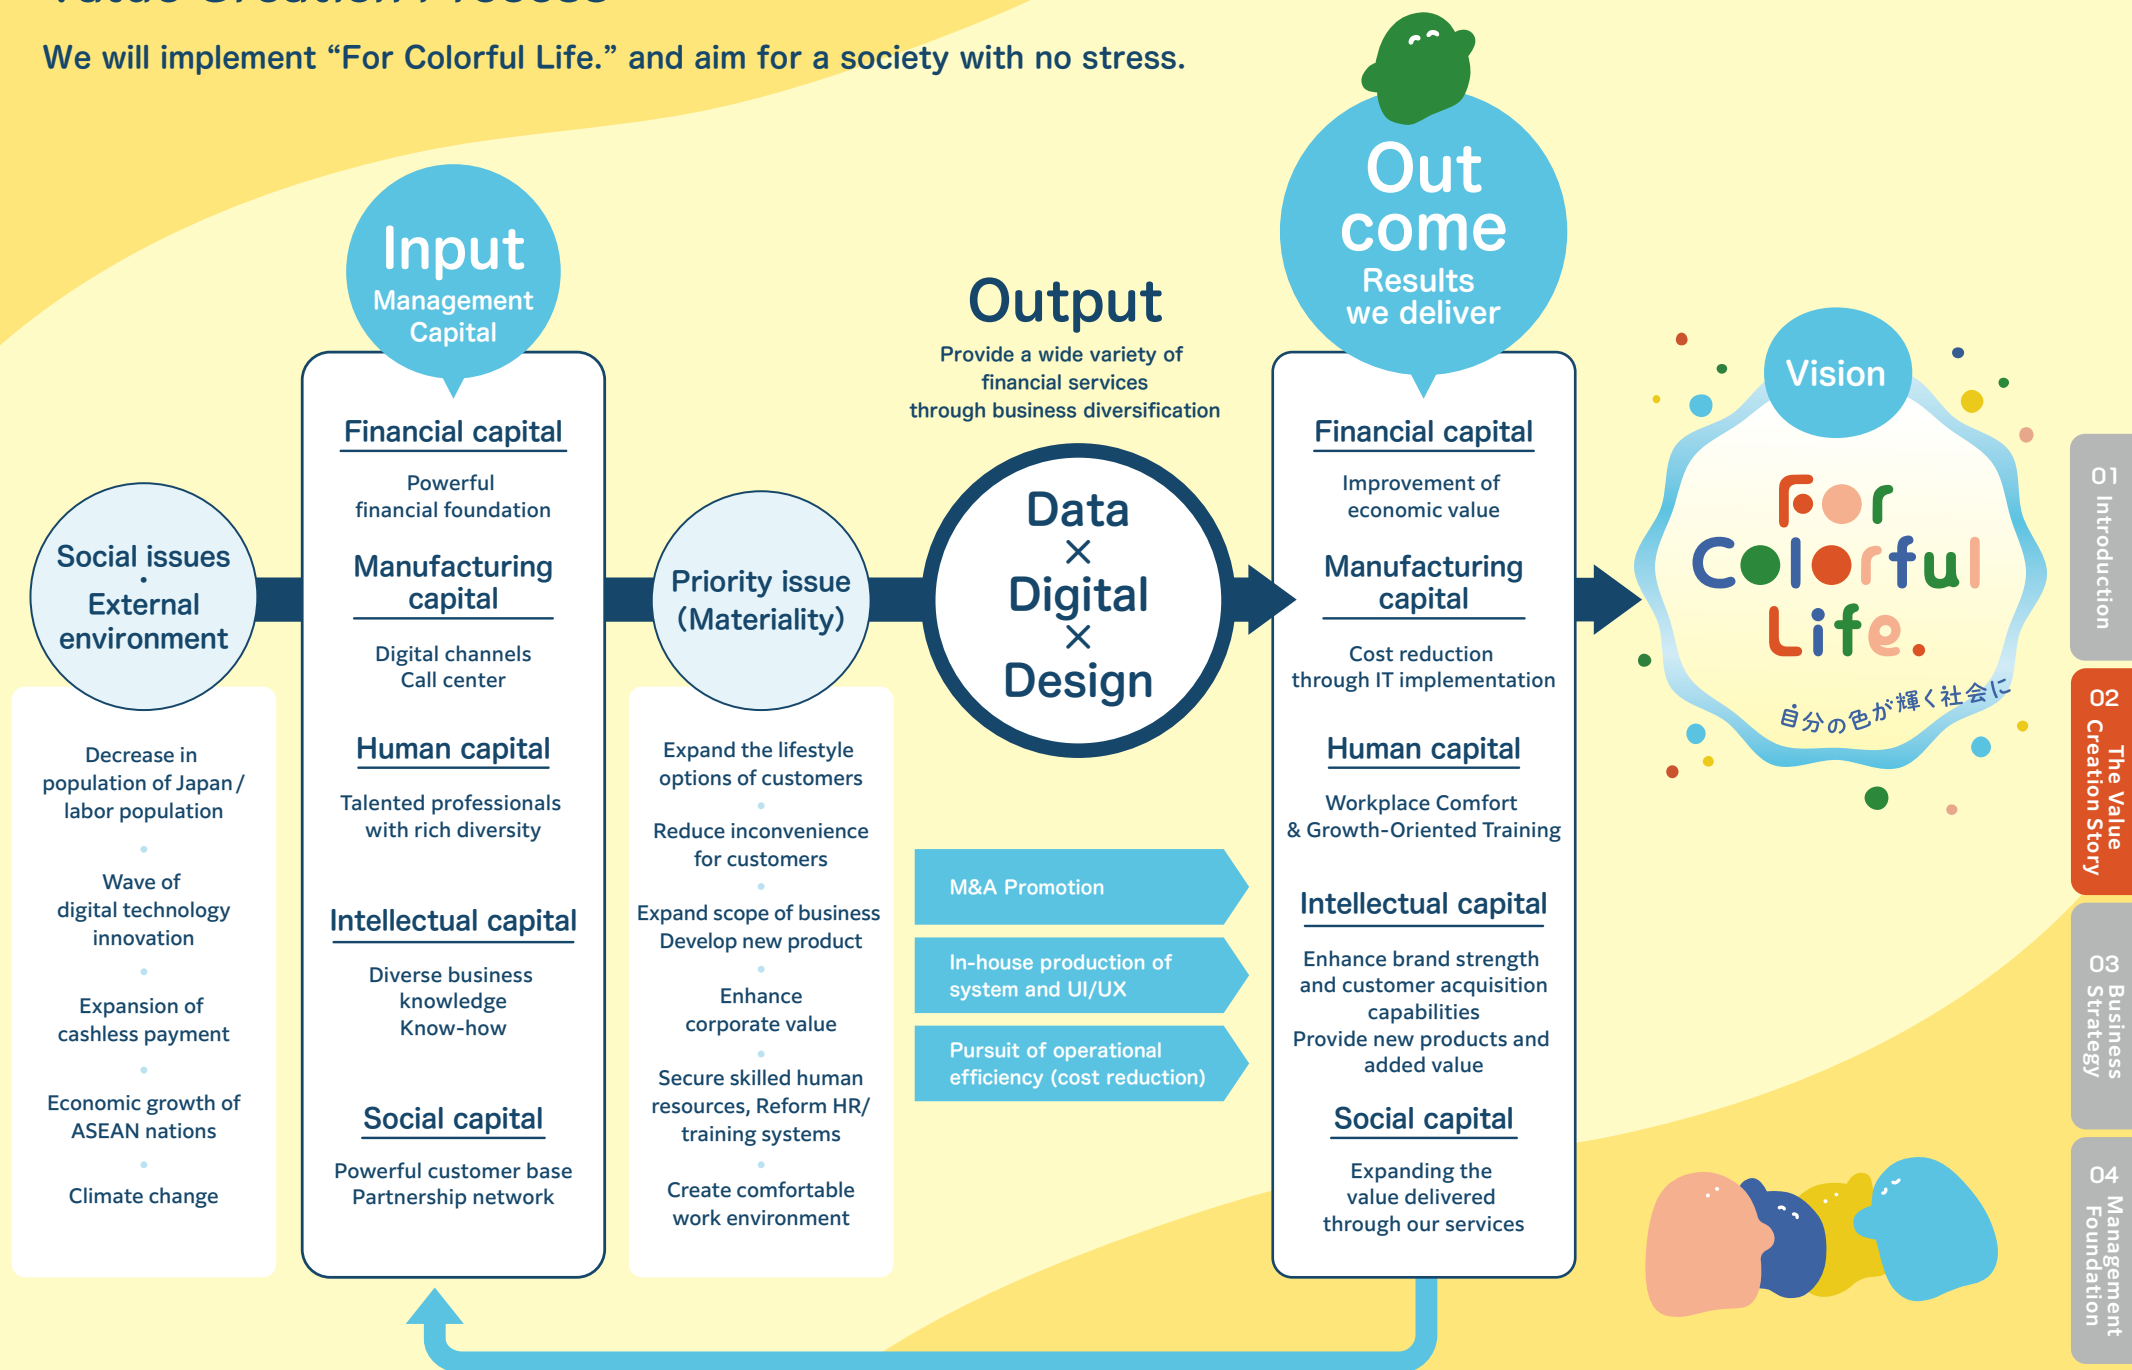 Value Creation Process
We will implement “For Colorful Life.” and aim for a society with no stress.
Social issues
・
External
environment
Decrease in
population of Japan /
labor population
Wave of
digital technology
innovation
Expansion of
cashless payment
Economic growth of
ASEAN nations
Climate change
Input
Management
Capital
Financial capital
Powerful
financial foundation
Manufacturing
capital
Digital channels
Call center
Human capital
Talented professionals
with rich diversity
Intellectual capital
Diverse business
knowledge
Know-how
Social capital
Powerful customer base
Partnership network
Priority issue
(Materiality)
Expand the lifestyle
options of customers
Reduce inconvenience
for customers
Expand scope of business
Develop new product
Enhance
corporate value
Secure skilled human
resources, Reform HR/
training systems
Create comfortable
work environment
Output
Provide a wide variety of
financial services
through business diversification
Data
×
Digital
×
Design
M&A Promotion
In-house production of
system and UI/UX
Pursuit of operational
efficiency (cost reduction)
Out
come
Results
we deliver
Financial capital
Improvement of
economic value
Manufacturing
capital
Cost reduction
through IT implementation
Human capital
Workplace Comfort
& Growth-Oriented Training
Intellectual capital
Enhance brand strength
and customer acquisition
capabilities
Provide new products and
added value
Social capital
Expanding the
value delivered
through our services
Vision
For
Colorful
Life.
自分の色が輝く社会に
01 Introduction
02 The Value
Creation Story
03 Business
Strategy
04 Management
Foundation